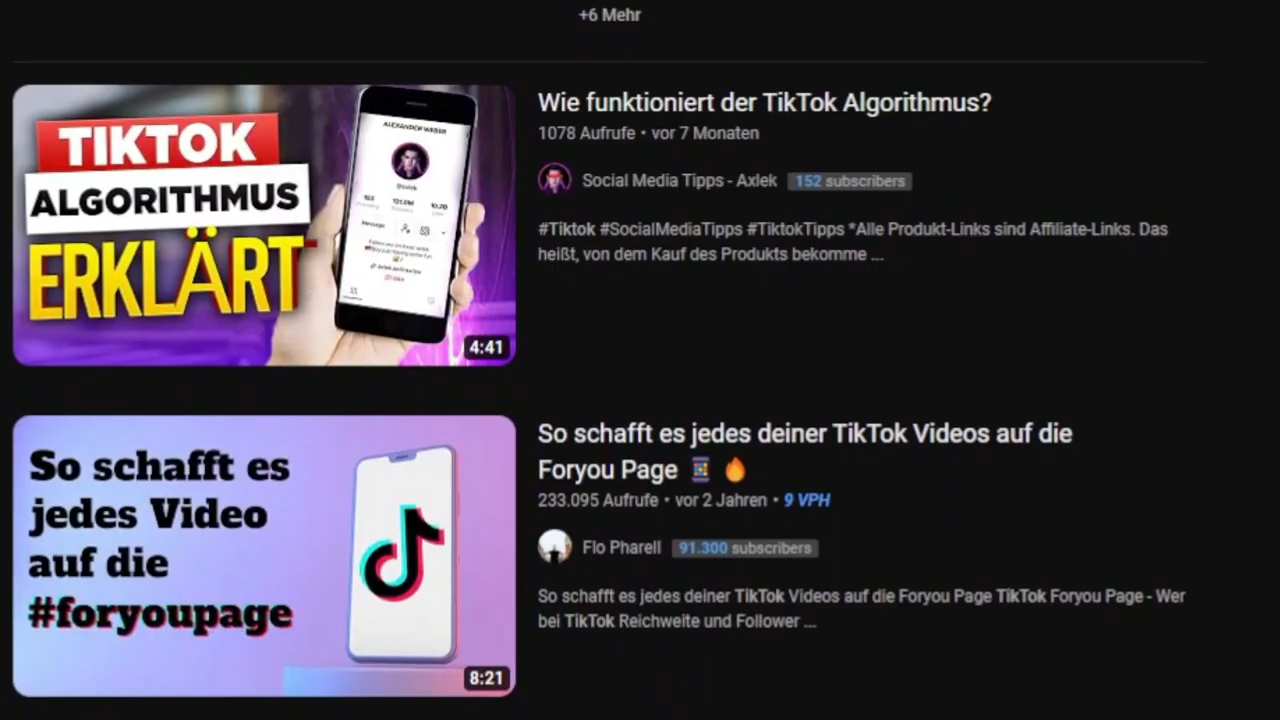 +6 Mehr
TIKTOK
ALGORITHMUS
ERKLÄRT
ALEXANDER WEBER
Message
4:41
Wie funktioniert der TikTok Algorithmus?
1078 Aufrufe • vor 7 Monaten
Social Media Tipps - Axlek 152 subscribers
#Tiktok #SocialMediaTipps #TiktokTipps *Alle Produkt-Links sind Affiliate-Links. Das
heißt, von dem Kauf des Produkts bekomme ...
So schafft es
jedes Video
auf die
#foryoupage
8:21
So schafft es jedes deiner TikTok Videos auf die
Foryou Page 🧵 🔥
233.095 Aufrufe • vor 2 Jahren • 9 VPH
Flo Pharell 91.300 subscribers
So schafft es jedes deiner TikTok Videos auf die Foryou Page TikTok Foryou Page - Wer
bei TikTok Reichweite und Follower ...